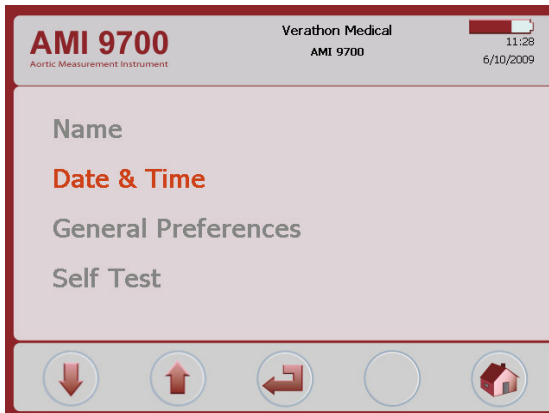 AMI 9700
Aortic Measurement Instrument
Verathon Medical
AMI 9700
11:28
6/10/2009
Name
Date & Time
General Preferences
Self Test